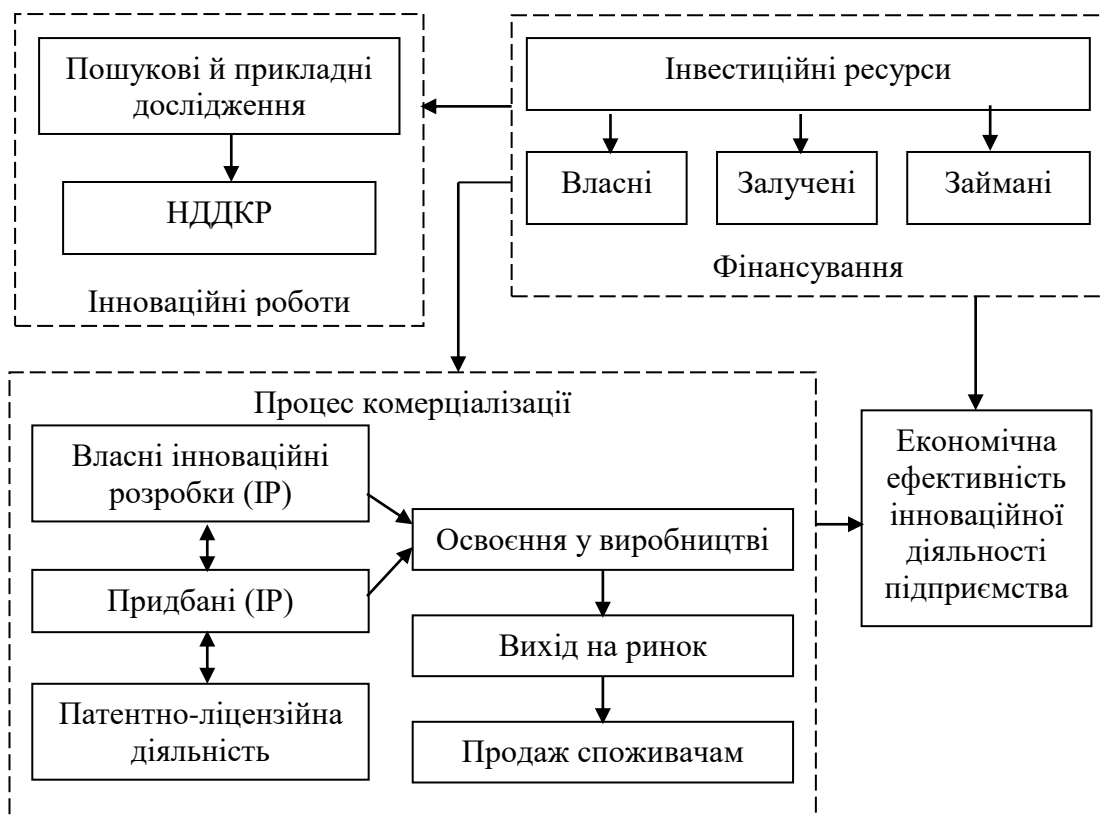 Пошукові й прикладні
дослідження
НДДКР
Інноваційні роботи
Інвестиційні ресурси
Власні
Залучені
Займані
Фінансування
Процес комерціалізації
Власні інноваційні
розробки (ІР)
Придбані (ІР)
Патентно-ліцензійна
діяльність
Освоєння у виробництві
Вихід на ринок
Продаж споживачам
Економічна
ефективність
інноваційної
діяльності
підприємства